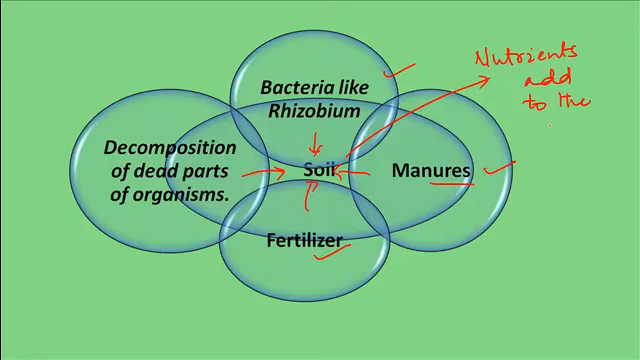 Nutrients
add
to the
Bacteria like
Rhizobium
Decomposition
of dead parts
of organisms.
Soil
Manures
Fertilizer